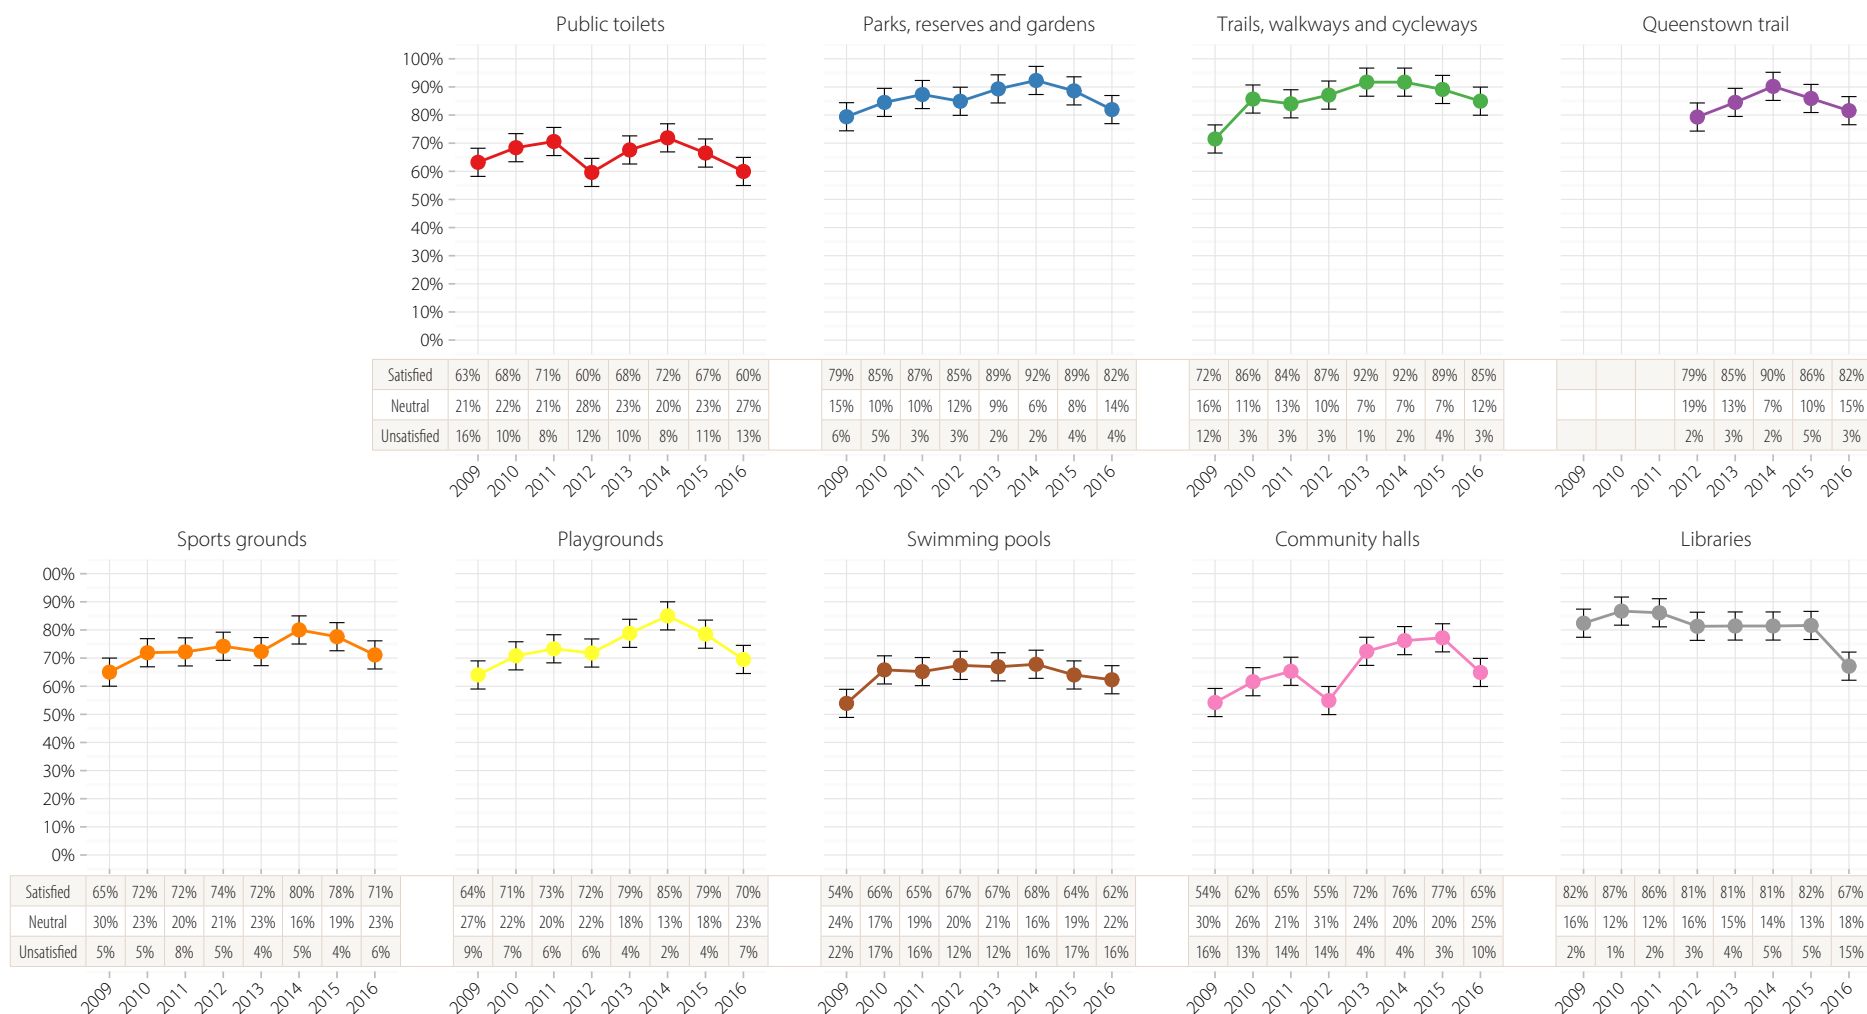 Public toilets Parks, reserves and gardens Trails, walkways and cycleways Queenstown trail
100%
90%
80%
70%
60%
50%
40%
30%
20%
10%
0%
Satisfied 63% 68% 71% 60% 68% 72% 67% 60% 79% 85% 87% 85% 89% 92% 89% 82% 72% 86% 84% 87% 92% 92% 89% 85% 79% 85% 90% 86% 82%
Neutral 21% 22% 21% 28% 23% 20% 23% 27% 15% 10% 10% 12% 9% 6% 8% 14% 16% 11% 13% 10% 7% 7% 7% 12% 19% 13% 7% 10% 15%
Unsatisfied 16% 10% 8% 12% 10% 8% 11% 13% 6% 5% 3% 3% 2% 2% 4% 4% 12% 3% 3% 3% 1% 2% 4% 3% 2% 3% 2% 5% 3%
2009 2010 2011 2012 2013 2014 2015 2016 2009 2010 2011 2012 2013 2014 2015 2016 2009 2010 2011 2012 2013 2014 2015 2016 2009 2010 2011 2012 2013 2014 2015 2016
Sports grounds Playgrounds Swimming pools Community halls Libraries
00%
90%
80%
70%
60%
50%
40%
30%
20%
10%
0%
Satisfied 65% 72% 72% 74% 72% 80% 78% 71% 64% 71% 73% 72% 79% 85% 79% 70% 54% 66% 65% 67% 67% 68% 64% 62% 54% 62% 65% 55% 72% 76% 77% 65% 82% 87% 86% 81% 81% 81% 82% 67%
Neutral 30% 23% 20% 21% 23% 16% 19% 23% 27% 22% 20% 22% 18% 13% 18% 23% 24% 17% 19% 20% 21% 16% 19% 22% 30% 26% 21% 31% 24% 20% 20% 25% 16% 12% 12% 16% 15% 14% 13% 18%
Unsatisfied 5% 5% 8% 5% 4% 5% 4% 6% 9% 7% 6% 6% 4% 2% 4% 7% 22% 17% 16% 12% 12% 16% 17% 16% 16% 13% 14% 14% 4% 4% 3% 10% 2% 1% 2% 3% 4% 5% 5% 15%
2009 2010 2011 2012 2013 2014 2015 2016 2009 2010 2011 2012 2013 2014 2015 2016 2009 2010 2011 2012 2013 2014 2015 2016 2009 2010 2011 2012 2013 2014 2015 2016 2009 2010 2011 2012 2013 2014 2015 2016